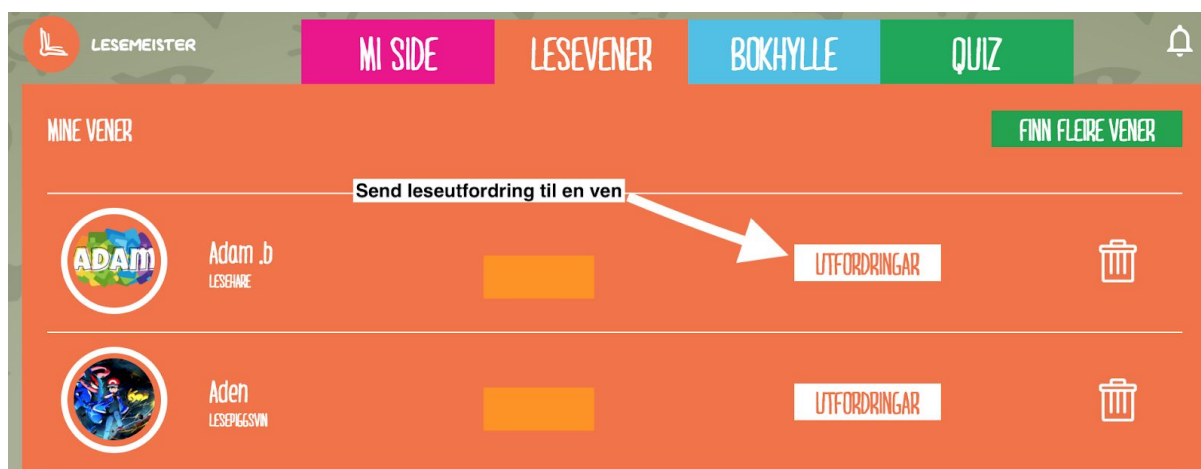 LESEMEISTER
MI SIDE
LESEVENER
BOKHYLLE
QUIZ
MINE VENER
FINN FLEIRE VENER
Send leseutfordring til en ven
ADAM
Adam .b
LESEHARE
UTFORDRINGAR
Aden
LESEPIGGSVIN
UTFORDRINGAR